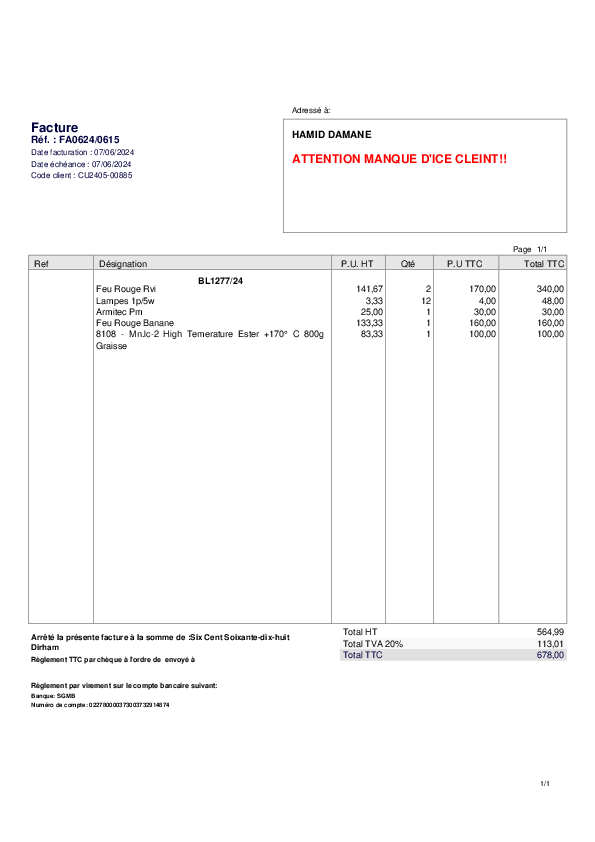 Adressé à:
Facture
Réf. : FA0624/0615
Date facturation : 07/06/2024
Date échéance : 07/06/2024
Code client : CU2405-00885
HAMID DAMANE
ATTENTION MANQUE D'ICE CLEINT!!
Page 1/1
Ref Désignation P.U. HT Qté P.U TTC Total TTC
BL1277/24
Feu Rouge Rvi 141,67 2 170,00 340,00
Lampes 1p/5w 3,33 12 4,00 48,00
Armitec Pm 25,00 1 30,00 30,00
Feu Rouge Banane 133,33 1 160,00 160,00
8108 - Mn.lc-2 High Temerature Ester +170° C 800g 83,33 1 100,00 100,00
Graisse
Total HT 564,99
Total TVA 20% 113,01
Total TTC 678,00
Arrêté la présente facture à la somme de :Six Cent Soixante-dix-huit
Dirham
Règlement TTC par chèque à l'ordre de envoyé à
Règlement par virement sur le compte bancaire suivant:
Banque: SGMB
Numéro de compte:
1/1